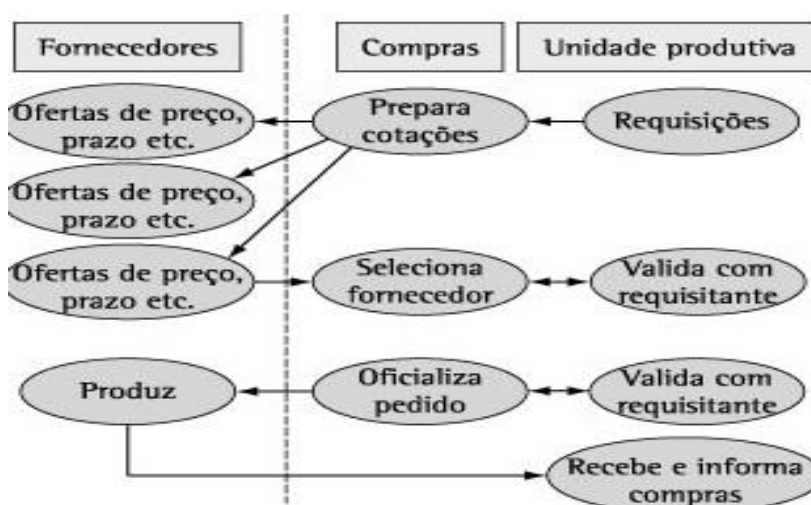 Fornecedores
Compras
Unidade produtiva
Ofertas de preço,
prazo etc.
Prepara
cotações
Requisições
Ofertas de preço,
prazo etc.
Ofertas de preço,
prazo etc.
Seleciona
fornecedor
Valida com
requisitante
Produz
Oficializa
pedido
Valida com
requisitante
Recebe e informa
compras